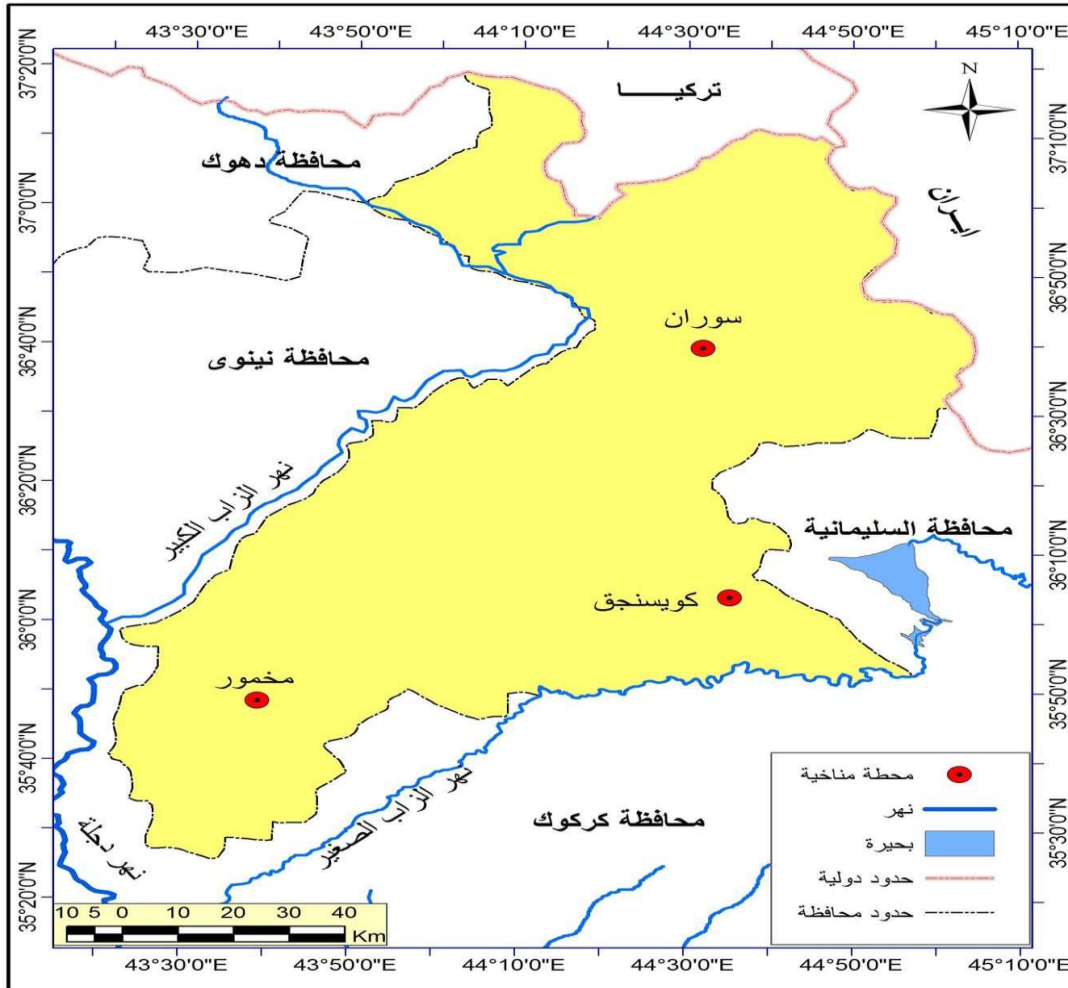 43°30'0"E 43°50'0"E 44°10'0"E 44°30'0"E 44°50'0"E 45°10'0"E
N
37°20'0"N
37°0'0"N
36°40'0"N
36°20'0"N
36°0'0"N
35°40'0"N
35°20'0"N
37°10'0"N
36°50'0"N
36°30'0"N
36°10'0"N
35°50'0"N
35°30'0"N
تركيـــــا
محافظة دهوك
ايران
سوران
محافظة نينوى
نهر الزاب الكبير
محافظة السليمانية
كويسنجق
مخمور
نهر الزاب الصغير
محافظة كركوك
نهر دجلة
محطة مناخية
نهر
بحيرة
حدود دولية
حدود محافظة
10 5 0 10 20 30 40
Km
43°30'0"E 43°50'0"E 44°10'0"E 44°30'0"E 44°50'0"E 45°10'0"E